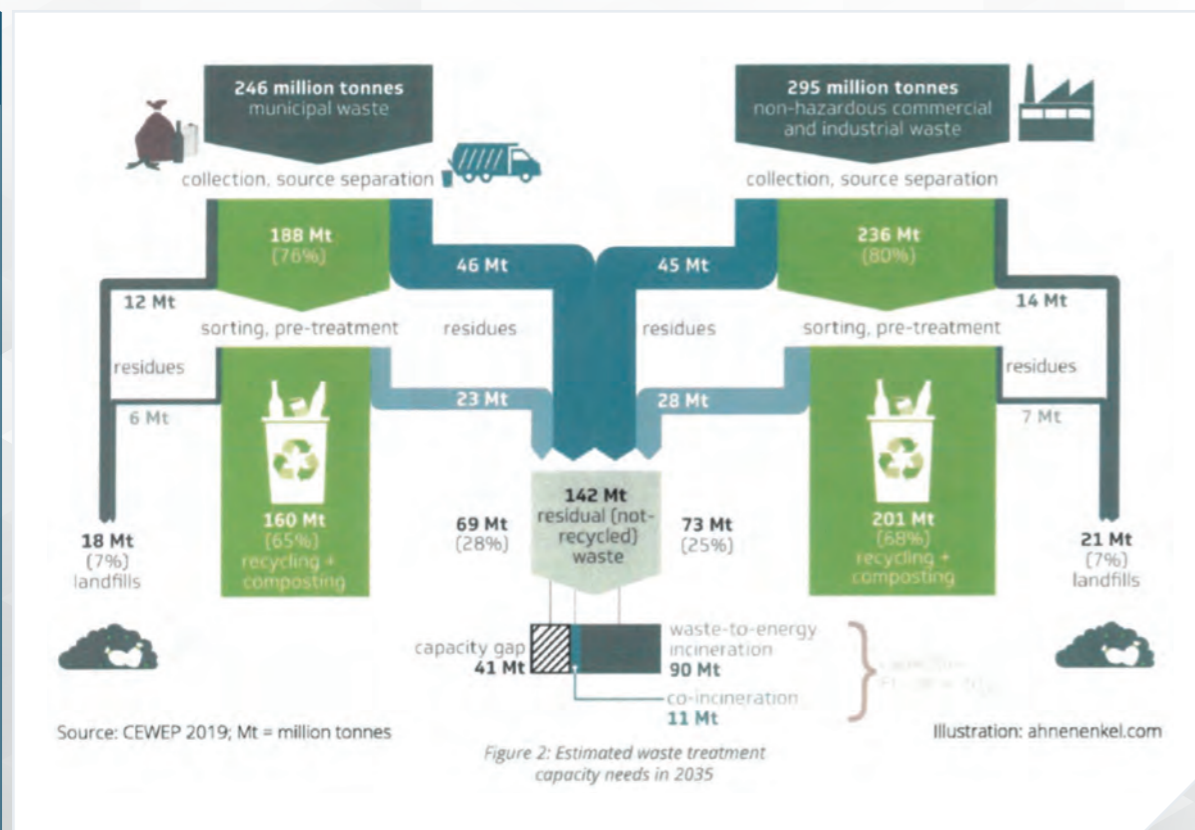 246 million tonnes
municipal waste
295 million tonnes
non-hazardous commercial
and industrial waste
collection, source separation
collection, source separation
188 Mt
(76%)
46 Mt
45 Mt
236 Mt
(80%)
12 Mt
14 Mt
sorting, pre-treatment
residues
residues
sorting, pre-treatment
residues
residues
23 Mt
28 Mt
6 Mt
7 Mt
142 Mt
residual (not-
recycled)
waste
18 Mt
(7%)
landfills
160 Mt
(65%)
recycling +
composting
69 Mt
(28%)
73 Mt
(25%)
201 Mt
(68%)
recycling +
composting
21 Mt
(7%)
landfills
capacity gap
41 Mt
waste-to-energy
incineration
90 Mt
co-incineration
11 Mt
Source: CEWEP 2019; Mt = million tonnes
Illustration: ahnenenkel.com
Figure 2: Estimated waste treatment
capacity needs in 2035